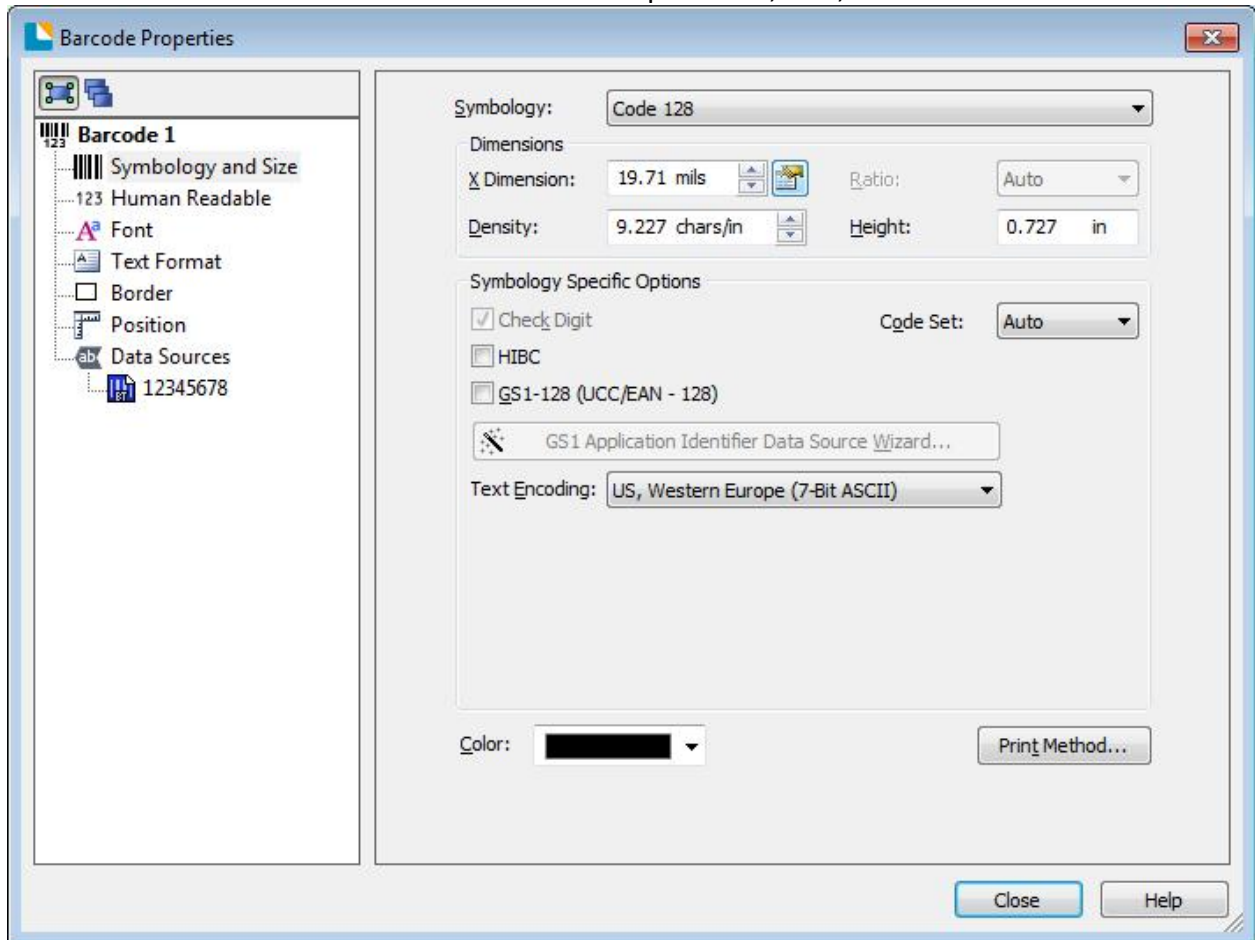 Barcode Properties
Barcode 1
Symbology and Size
123 Human Readable
Font
Text Format
Border
Position
Data Sources
12345678
Symbology: Code 128
Dimensions
X Dimension: 19.71 mils Ratio: Auto
Density: 9.227 chars/in Height: 0.727 in
Symbology Specific Options
Check Digit Code Set: Auto
HIBC
GS1-128 (UCC/EAN - 128)
GS1 Application Identifier Data Source Wizard...
Text Encoding: US, Western Europe (7-Bit ASCII)
Color: Print Method...
Close Help